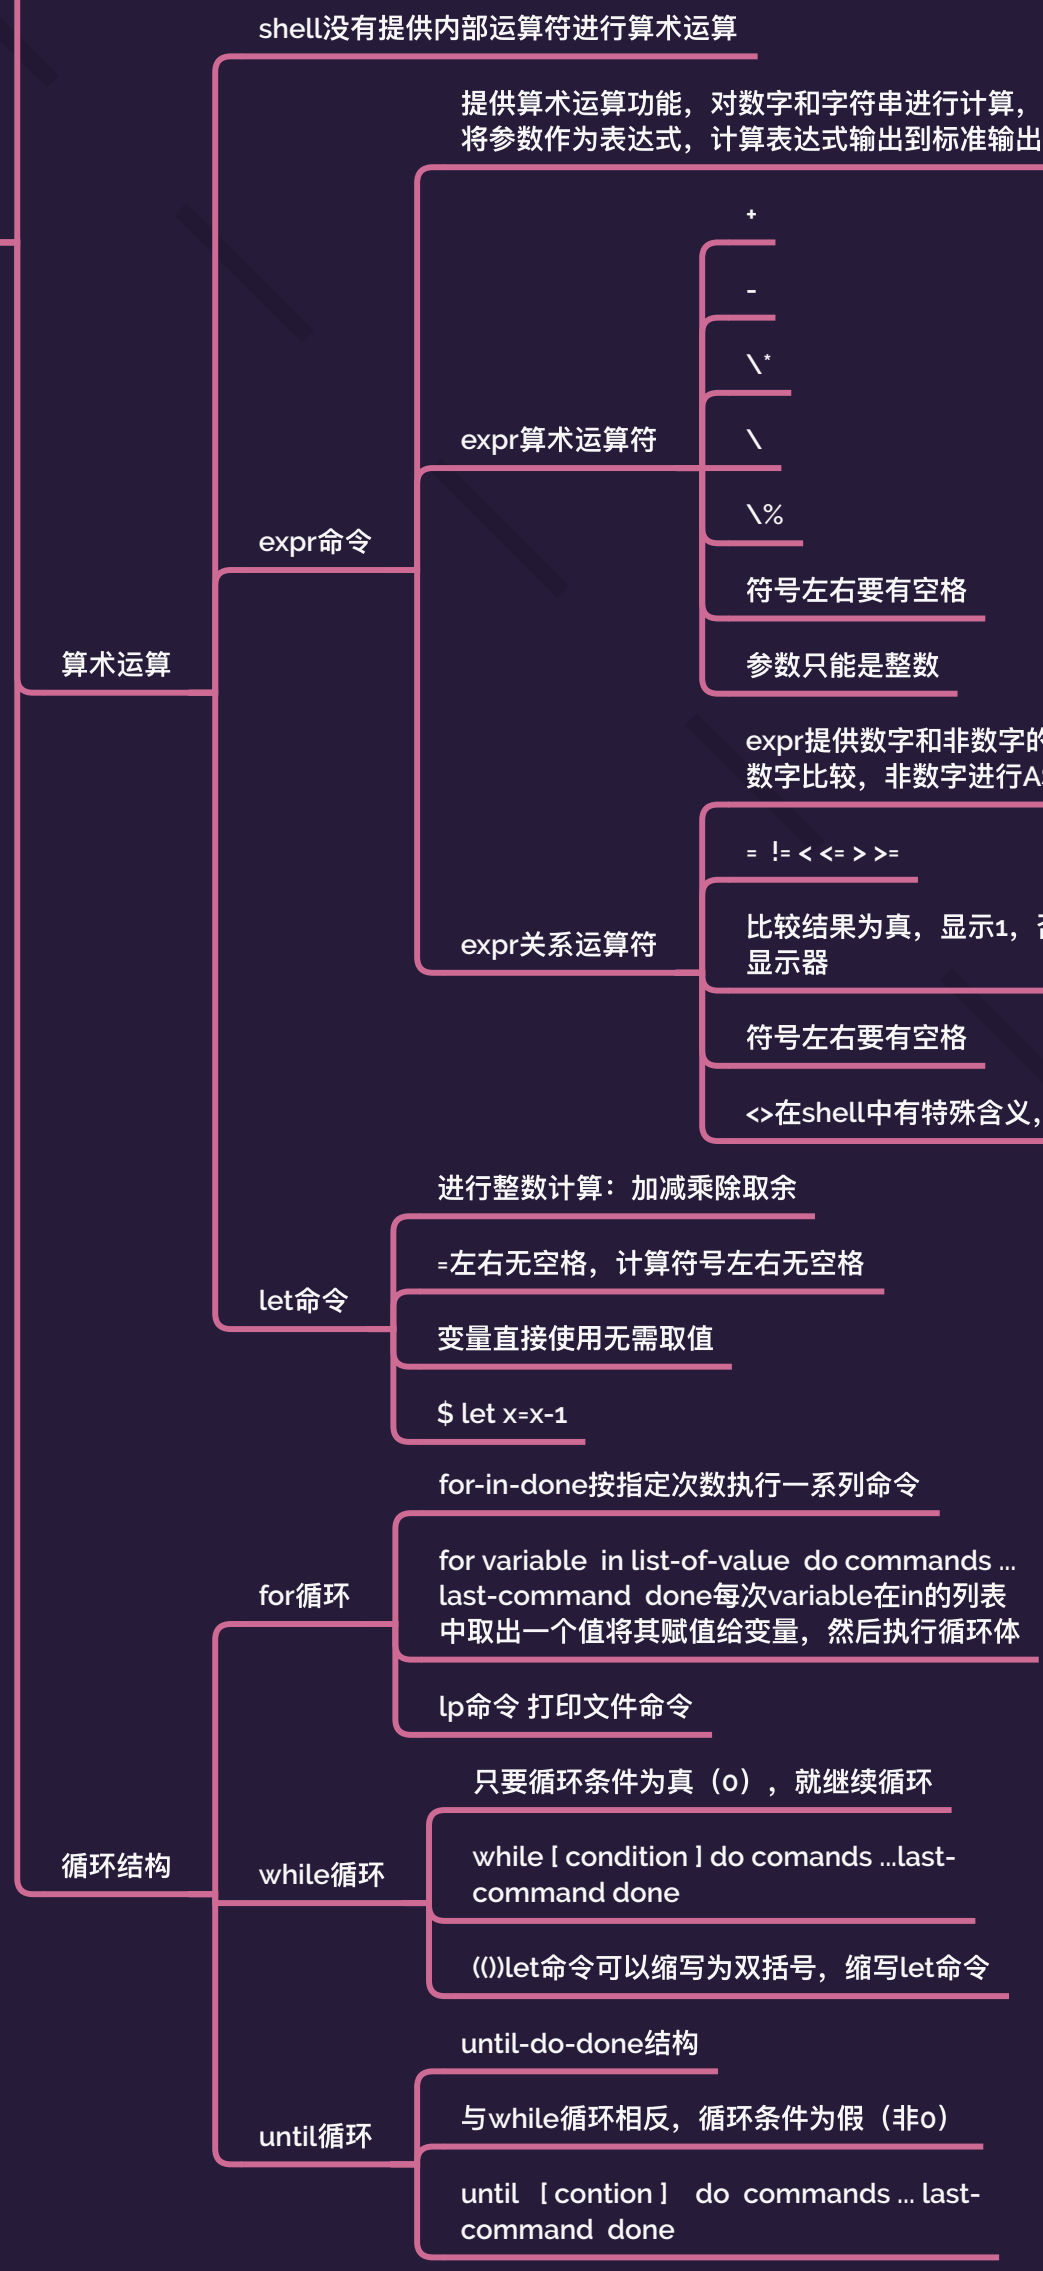 shell没有提供内部运算符进行算术运算
提供算术运算功能，对数字和字符串进行计算，
将参数作为表达式，计算表达式输出到标准输出
+
-
\*
expr算术运算符
\
\%
expr命令
符号左右要有空格
算术运算
参数只能是整数
expr提供数字和非数字的
数字比较，非数字进行A
= != < <= > >=
比较结果为真，显示1，
expr关系运算符
显示器
符号左右要有空格
<>在shell中有特殊含义，
进行整数计算：加减乘除取余
=左右无空格，计算符号左右无空格
let命令
变量直接使用无需取值
$ let x=x-1
for-in-done按指定次数执行一系列命令
for variable in list-of-value do commands ...
for循环
last-command done每次variable在in的列表
中取出一个值将其赋值给变量，然后执行循环体
lp命令 打印文件命令
只要循环条件为真（0），就继续循环
循环结构
while循环
while [ condition ] do comands ...last-
command done
(())let命令可以缩写为双括号，缩写let命令
until-do-done结构
与while循环相反，循环条件为假（非0）
until循环
until [ contion ] do commands ... last-
command done